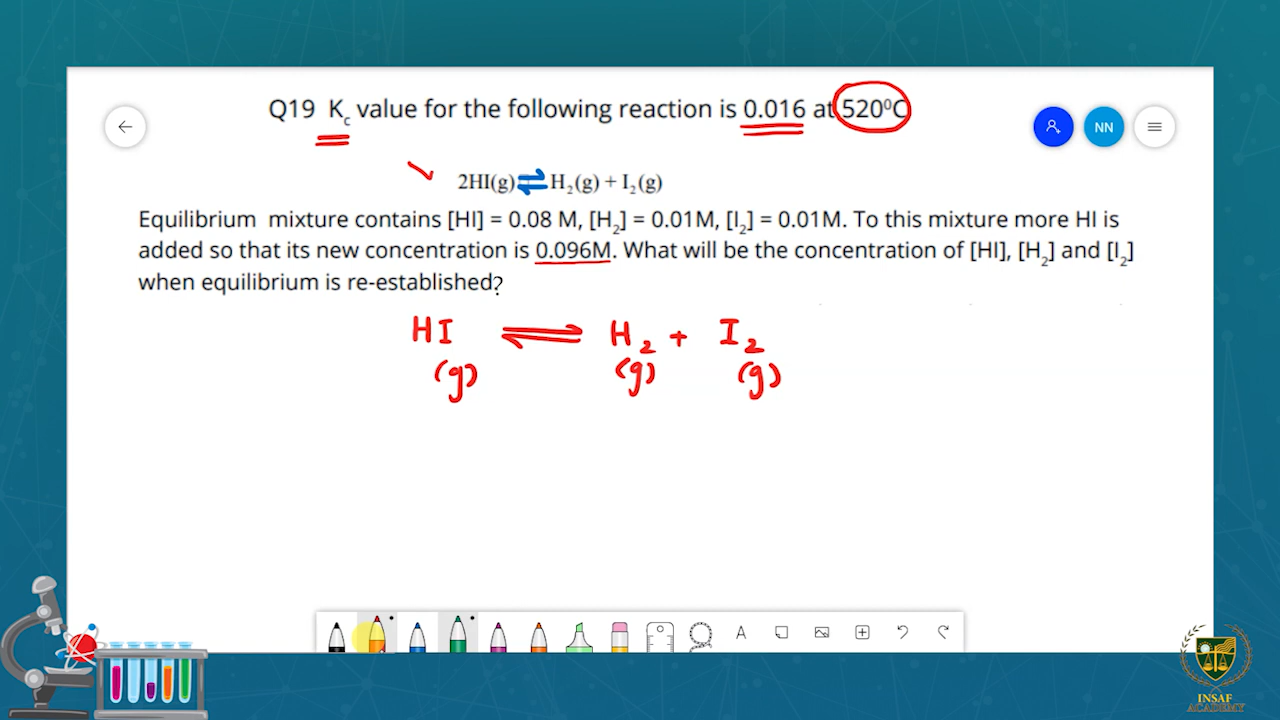 Q19 K꜀ value for the following reaction is 0.016 at 520⁰C
2HI(g) ⇌ H₂(g) + I₂(g)
Equilibrium mixture contains [HI] = 0.08 M, [H₂] = 0.01M, [I₂] = 0.01M. To this mixture more HI is
added so that its new concentration is 0.096M. What will be the concentration of [HI], [H₂] and [I₂]
when equilibrium is re-established?
NN
HI ⇌ H₂ + I₂
(g) (g) (g)
A
INSAF
ACADEMY